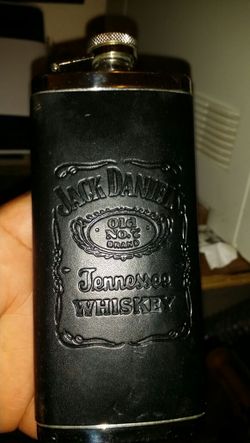 JACK DANIEL'S
Old
NO. 7
BRAND
Tennessee
WHISKEY